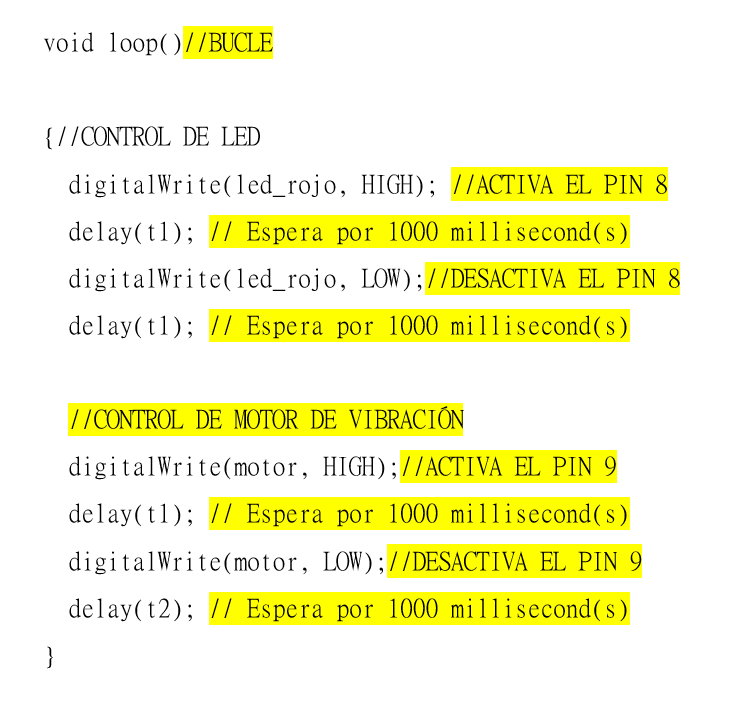 void loop()//BUCLE
{//CONTROL DE LED
digitalWrite(led_rojo, HIGH); //ACTIVA EL PIN 8
delay(t1); // Espera por 1000 millisecond(s)
digitalWrite(led_rojo, LOW);//DESACTIVA EL PIN 8
delay(t1); // Espera por 1000 millisecond(s)
//CONTROL DE MOTOR DE VIBRACIÓN
digitalWrite(motor, HIGH);//ACTIVA EL PIN 9
delay(t1); // Espera por 1000 millisecond(s)
digitalWrite(motor, LOW);//DESACTIVA EL PIN 9
delay(t2); // Espera por 1000 millisecond(s)
}